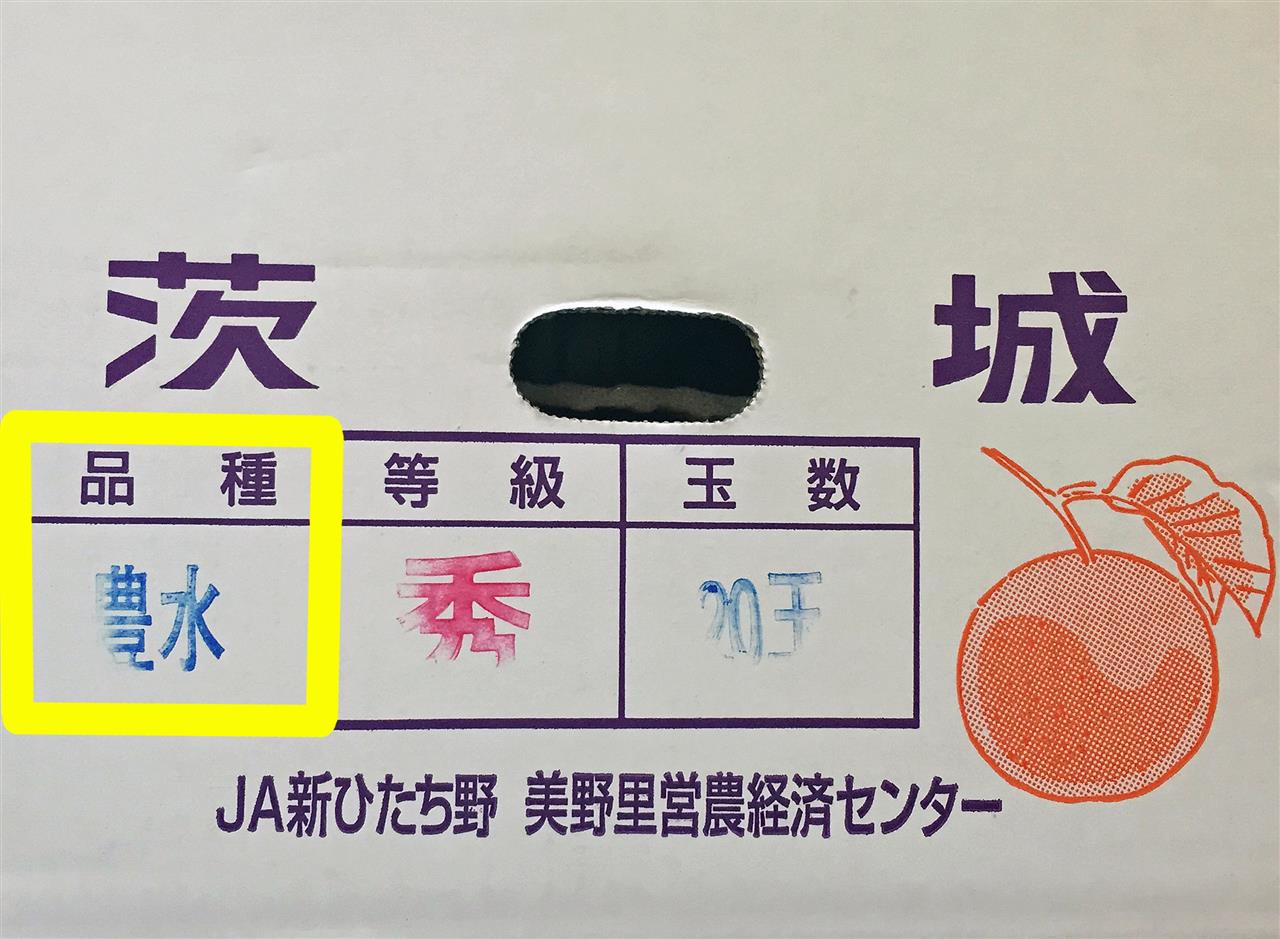 茨 城
品種 等級 玉数
豊水 秀 20玉
JA新ひたち野 美野里営農経済センター